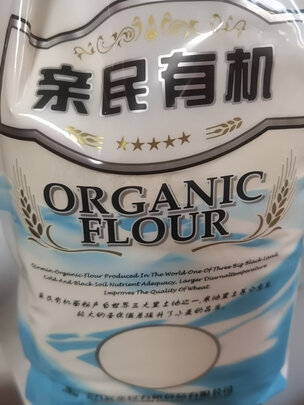 亲民有机
ORGANIC
FLOUR
Qinmin Organic Flour Produced In The World One Of Three Big Black Land,
Cold And Black Soil Nutrient Adequacy, Larger Diurnaltemperature
Improves The Quality Of Wheat.
亲民有机面粉产自世界三大黑土地之一,寒地黑土养分充足
较大的昼夜温差提升了小麦的品质。